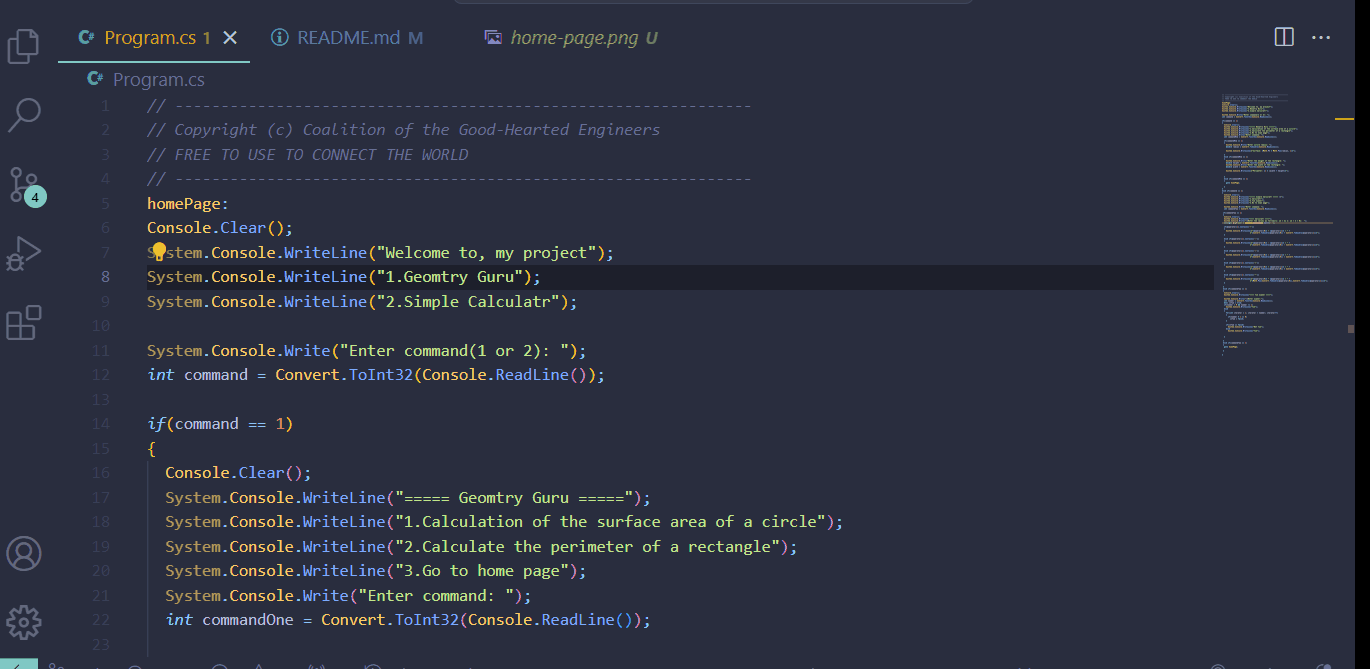 Program.cs 1
README.md M
home-page.png U
Program.cs
1 // ---------------------------------------------------------------
2 // Copyright (c) Coalition of the Good-Hearted Engineers
3 // FREE TO USE TO CONNECT THE WORLD
4 // ---------------------------------------------------------------
5 homePage:
6 Console.Clear();
7 System.Console.WriteLine("Welcome to, my project");
8 System.Console.WriteLine("1.Geomtry Guru");
9 System.Console.WriteLine("2.Simple Calculatr");
10
11 System.Console.Write("Enter command(1 or 2): ");
12 int command = Convert.ToInt32(Console.ReadLine());
13
14 if(command == 1)
15 {
16 Console.Clear();
17 System.Console.WriteLine("===== Geomtry Guru =====");
18 System.Console.WriteLine("1.Calculation of the surface area of a circle");
19 System.Console.WriteLine("2.Calculate the perimeter of a rectangle");
20 System.Console.WriteLine("3.Go to home page");
21 System.Console.Write("Enter command: ");
22 int commandOne = Convert.ToInt32(Console.ReadLine());
23
4